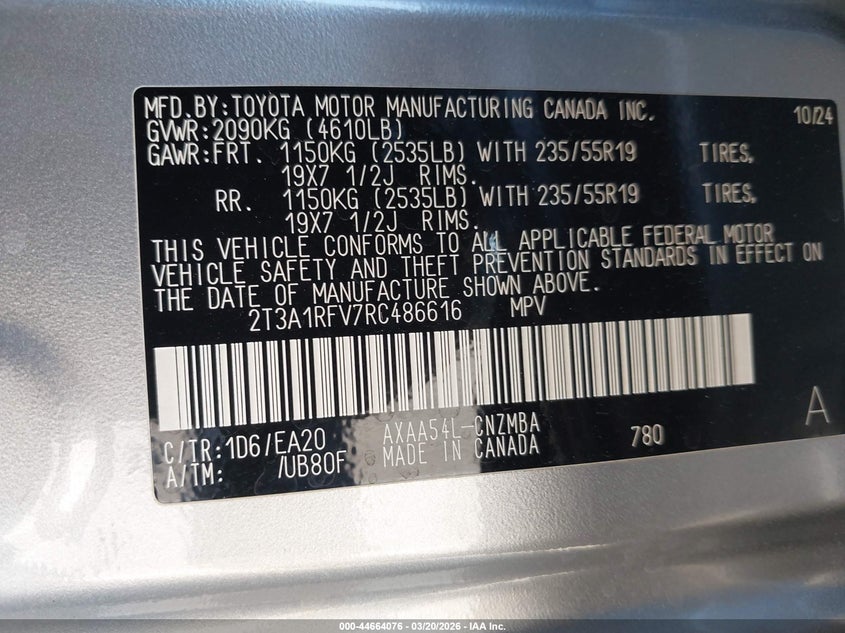 MFD.BY:TOYOTA MOTOR MANUFACTURING CANADA INC. 10/24
GVWR:2090KG (4610LB)
GAWR:FRT. 1150KG (2535LB) WITH 235/55R19 TIRES,
19X7 1/2J RIMS.
RR. 1150KG (2535LB) WITH 235/55R19 TIRES,
19X7 1/2J RIMS.
THIS VEHICLE CONFORMS TO ALL APPLICABLE FEDERAL MOTOR
VEHICLE SAFETY AND THEFT PREVENTION STANDARDS IN EFFECT ON
THE DATE OF MANUFACTURE SHOWN ABOVE.
2T3A1RFV7RC486616 MPV
A
C/TR:1D6/EA20 AXAA54L-CNZMBA 780
A/TM: /UB80F MADE IN CANADA
000-44664076 — 03/20/2026 — IAA Inc.